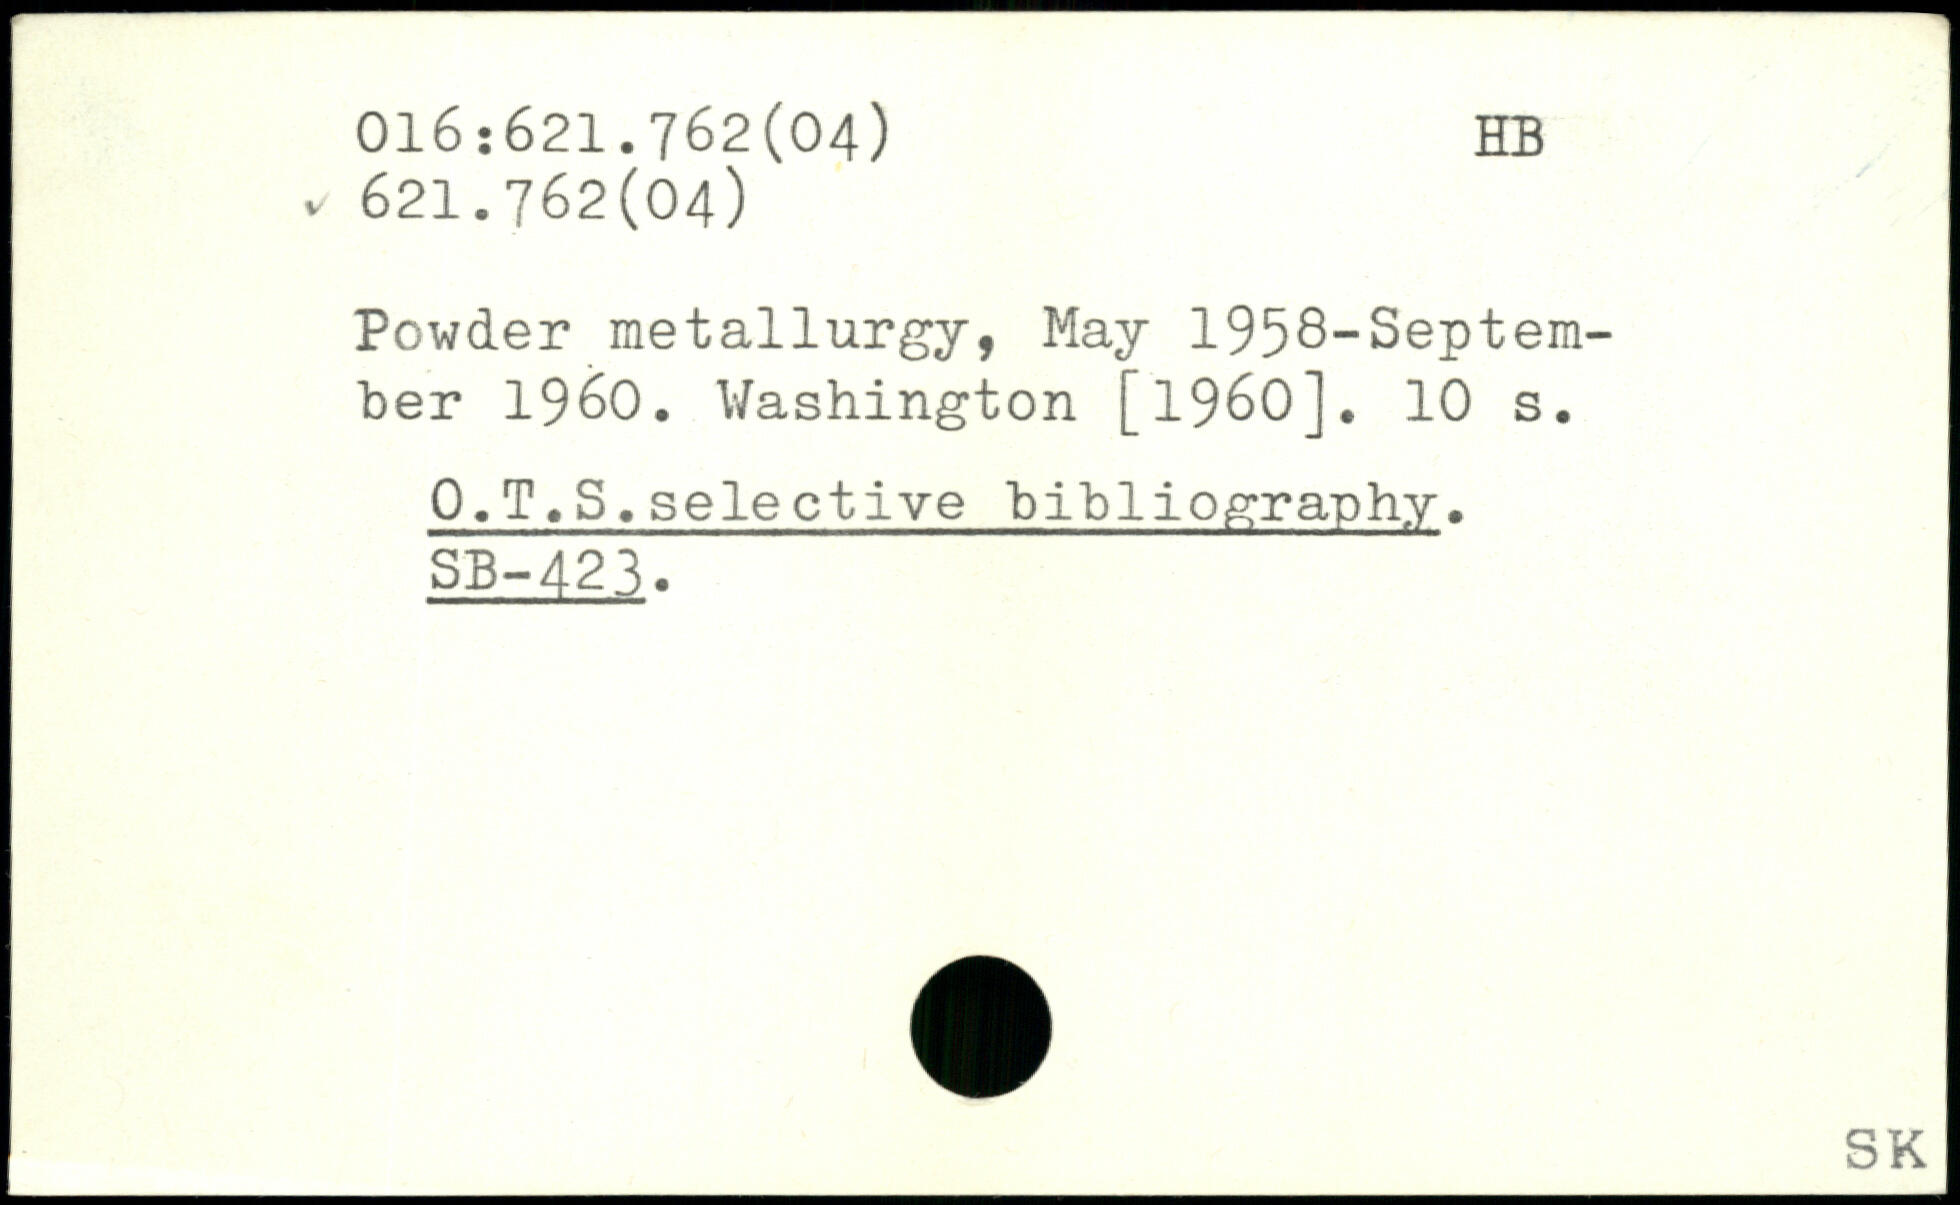 016:621.762(04) HB
✓ 621.762(04)
Powder metallurgy, May 1958-Septem-
ber 1960. Washington [1960]. 10 s.
O.T.S.selective bibliography.
SB-423.
SK